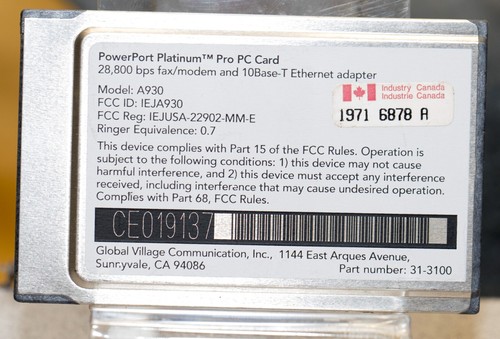 PowerPort Platinum™ Pro PC Card
28,800 bps fax/modem and 10Base-T Ethernet adapter
Model: A930
FCC ID: IEJA930
FCC Reg: IEJUSA-22902-MM-E
Ringer Equivalence: 0.7
Industry Canada
Industrie Canada
1971 6878 A
This device complies with Part 15 of the FCC Rules. Operation is
subject to the following conditions: 1) this device may not cause
harmful interference, and 2) this device must accept any interference
received, including interference that may cause undesired operation.
Complies with Part 68, FCC Rules.
CE019137
Global Village Communication, Inc., 1144 East Arques Avenue,
Sunnyvale, CA 94086
Part number: 31-3100